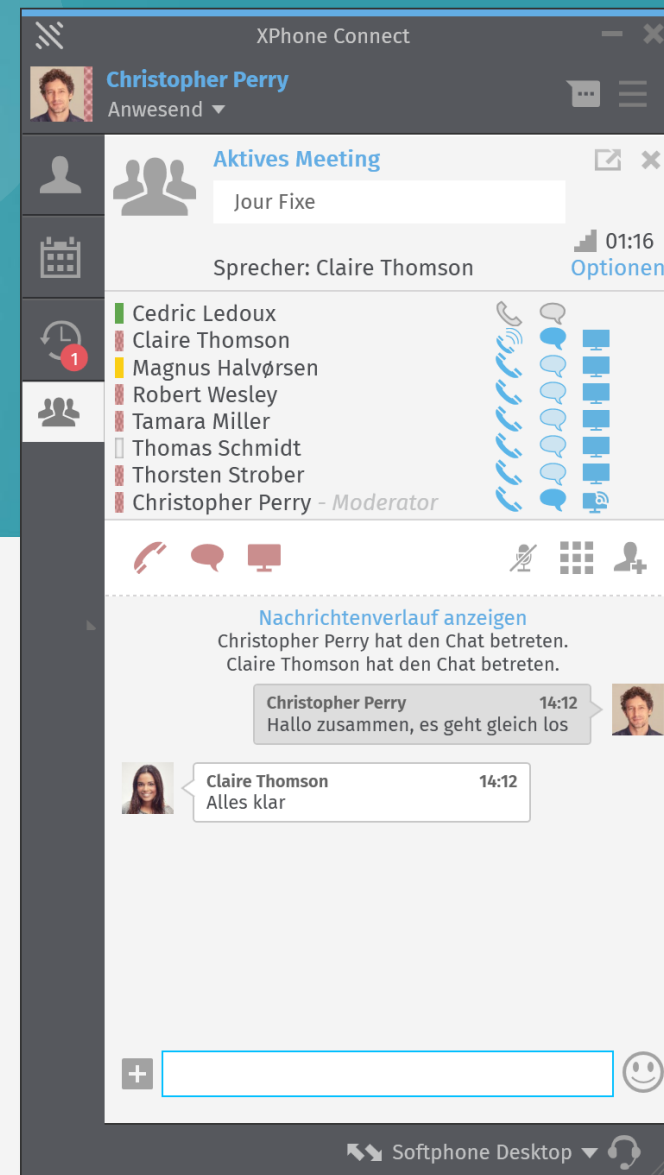 XPhone Connect
Christopher Perry
Anwesend
Aktives Meeting
Jour Fixe
01:16
Sprecher: Claire Thomson
Optionen
Cedric Ledoux
Claire Thomson
Magnus Halvørsen
1
Robert Wesley
Tamara Miller
Thomas Schmidt
Thorsten Strober
Christopher Perry - Moderator
Nachrichtenverlauf anzeigen
Christopher Perry hat den Chat betreten.
Claire Thomson hat den Chat betreten.
Christopher Perry 14:12
Hallo zusammen, es geht gleich los
Claire Thomson 14:12
Alles klar
Softphone Desktop